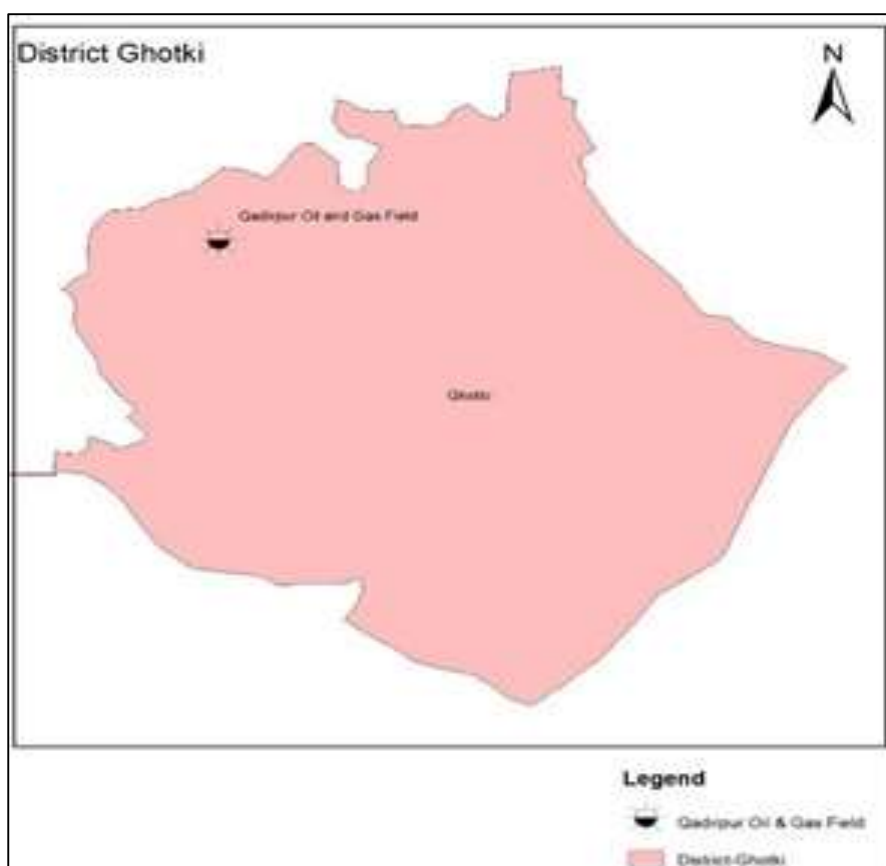 District Ghotki
N
Qadirpur Oil and Gas Field
Ghotki
Legend
Qadirpur Oil & Gas Field
District-Ghotki